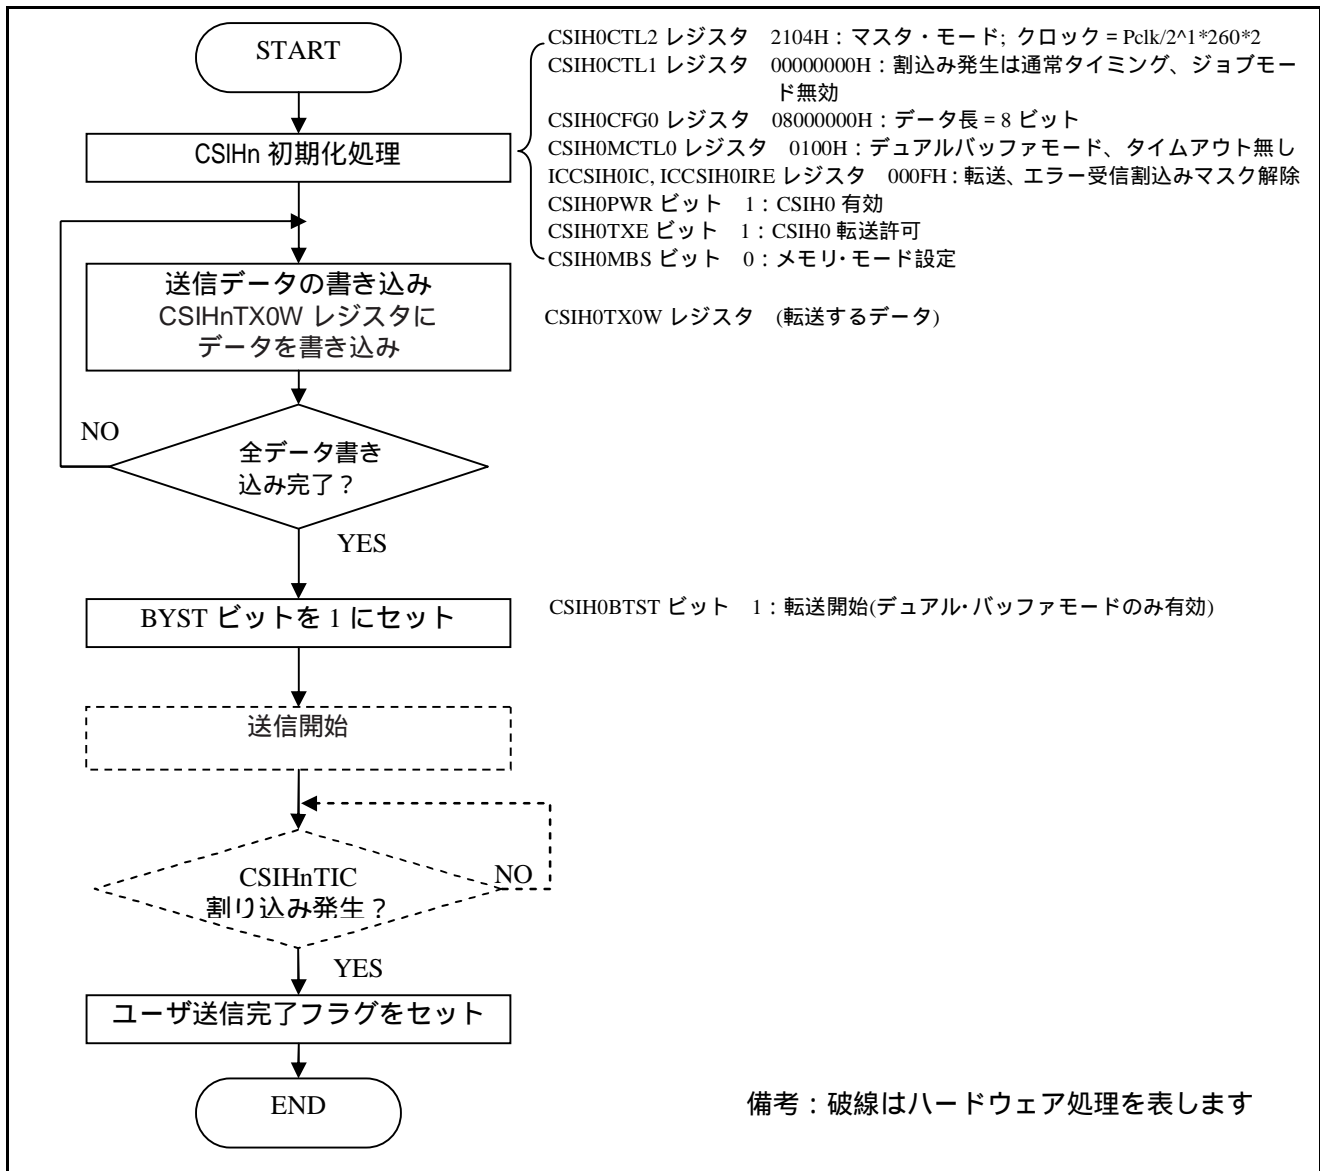 START
CSIH0CTL2 レジスタ 2104H：マスタ・モード; クロック = Pclk/2^1*260*2
CSIH0CTL1 レジスタ 00000000H：割込み発生は通常タイミング、ジョブモー
ド無効
CSIH0CFG0 レジスタ 08000000H：データ長 = 8 ビット
CSIH0MCTL0 レジスタ 0100H：デュアルバッファモード、タイムアウト無し
ICCSIH0IC, ICCSIH0IRE レジスタ 000FH：転送、エラー受信割込みマスク解除
CSIH0PWR ビット 1：CSIH0 有効
CSIH0TXE ビット 1：CSIH0 転送許可
CSIH0MBS ビット 0：メモリ・モード設定
CSIHn 初期化処理
送信データの書き込み
CSIHnTX0W レジスタに
データを書き込み
CSIH0TX0W レジスタ (転送するデータ)
NO
全データ書き
込み完了？
YES
BYST ビットを 1 にセット
CSIH0BTST ビット 1：転送開始(デュアル・バッファモードのみ有効)
送信開始
CSIHnTIC
割り込み発生？
NO
YES
ユーザ送信完了フラグをセット
END
備考：破線はハードウェア処理を表します